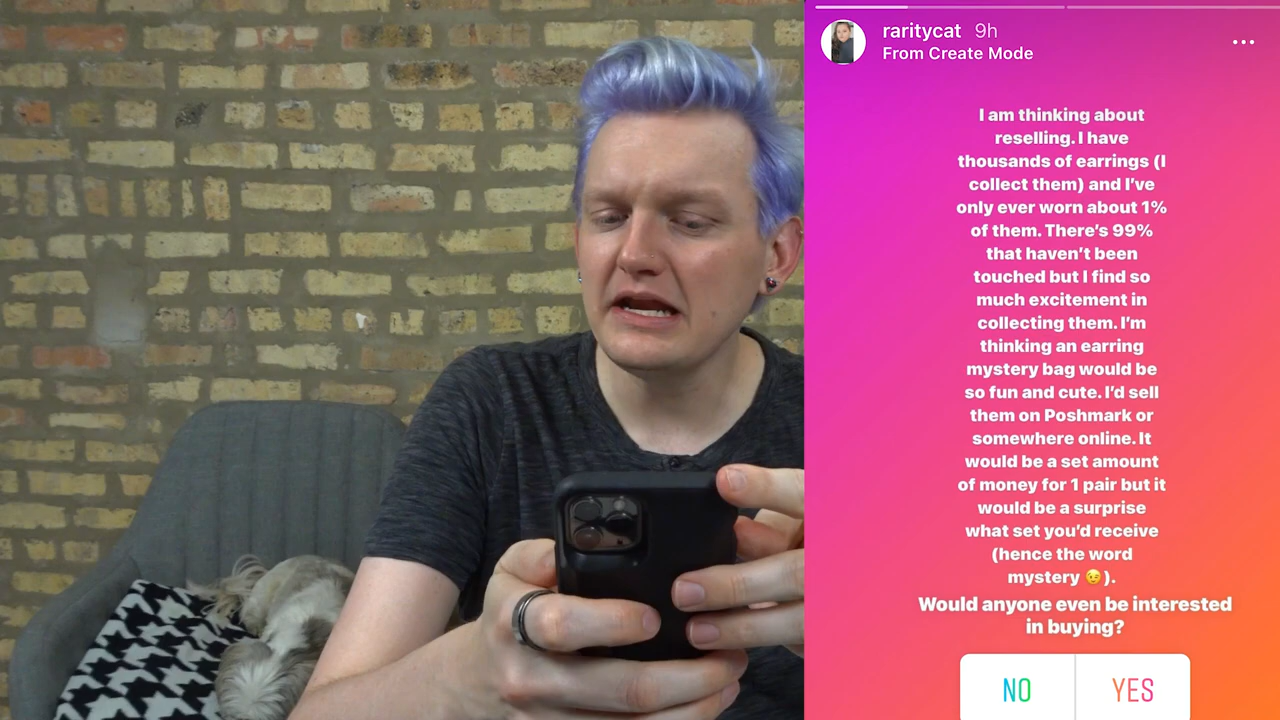 raritycat 9h
From Create Mode
I am thinking about
reselling. I have
thousands of earrings (I
collect them) and I've
only ever worn about 1%
of them. There's 99%
that haven't been
touched but I find so
much excitement in
collecting them. I'm
thinking an earring
mystery bag would be
so fun and cute. I'd sell
them on Poshmark or
somewhere online. It
would be a set amount
of money for 1 pair but it
would be a surprise
what set you'd receive
(hence the word
mystery 😉).
Would anyone even be interested
in buying?
NO YES